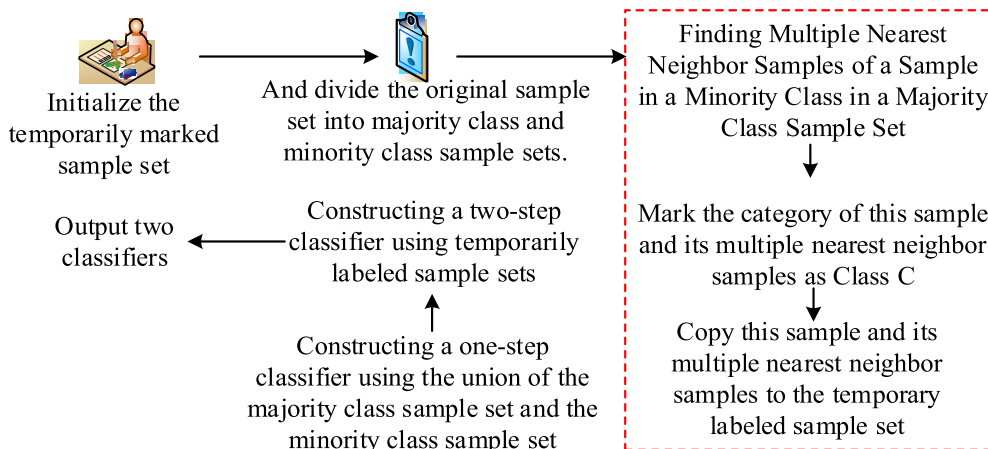 Initialize the
temporarily marked
sample set
And divide the original sample
set into majority class and
minority class sample sets.
Finding Multiple Nearest
Neighbor Samples of a Sample
in a Minority Class in a Majority
Class Sample Set
Mark the category of this sample
and its multiple nearest neighbor
samples as Class C
Copy this sample and its
multiple nearest neighbor
samples to the temporary
labeled sample set
Constructing a one-step
classifier using the union of the
majority class sample set and the
minority class sample set
Constructing a two-step
classifier using temporarily
labeled sample sets
Output two
classifiers